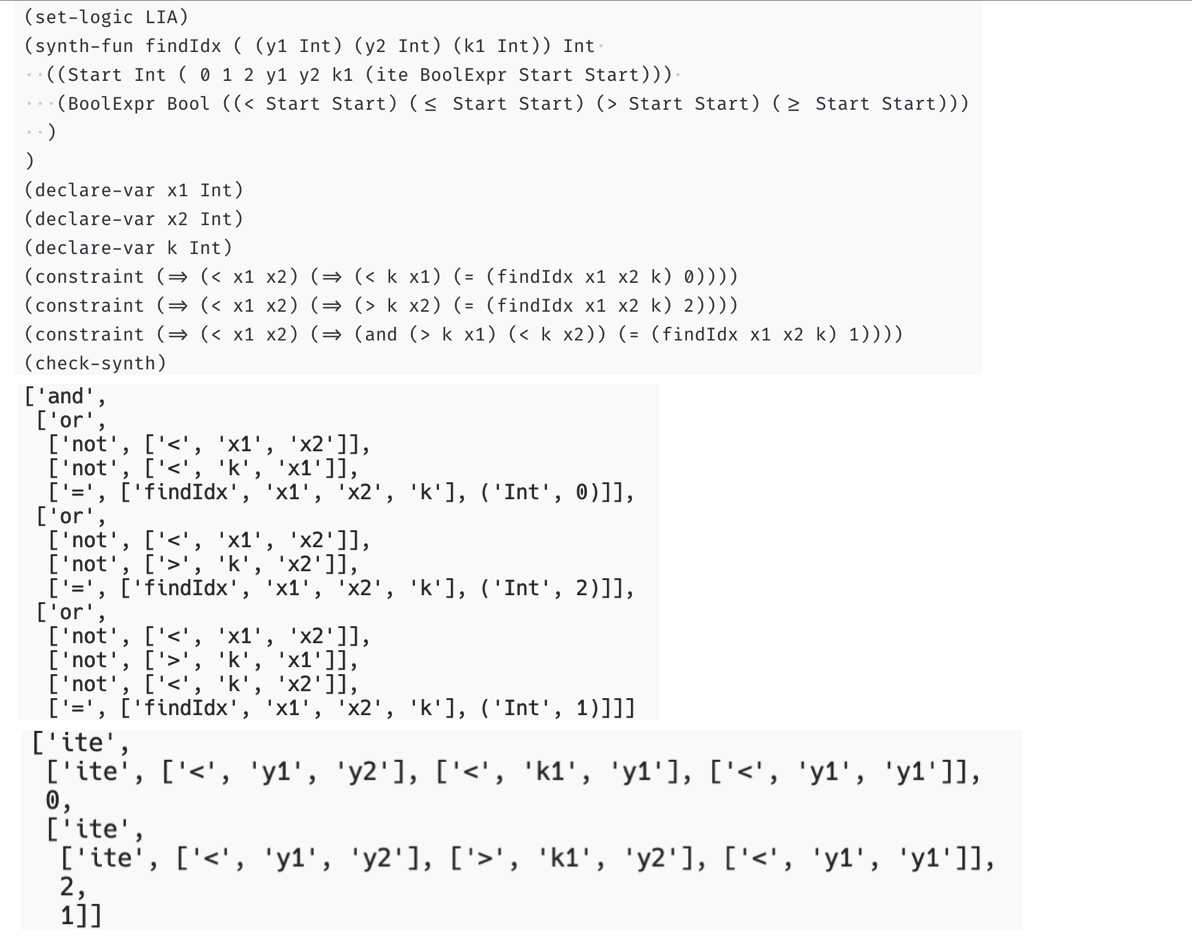 (set-logic LIA)
(synth-fun findIdx ( (y1 Int) (y2 Int) (k1 Int)) Int·
··((Start Int ( 0 1 2 y1 y2 k1 (ite BoolExpr Start Start)))·
···(BoolExpr Bool ((< Start Start) (≤ Start Start) (> Start Start) (≥ Start Start)))
··)
)
(declare-var x1 Int)
(declare-var x2 Int)
(declare-var k Int)
(constraint (⇒ (< x1 x2) (⇒ (< k x1) (= (findIdx x1 x2 k) 0))))
(constraint (⇒ (< x1 x2) (⇒ (> k x2) (= (findIdx x1 x2 k) 2))))
(constraint (⇒ (< x1 x2) (⇒ (and (> k x1) (< k x2)) (= (findIdx x1 x2 k) 1))))
(check-synth)
['and',
['or',
['not', ['<', 'x1', 'x2']],
['not', ['<', 'k', 'x1']],
['=', ['findIdx', 'x1', 'x2', 'k'], ('Int', 0)]],
['or',
['not', ['<', 'x1', 'x2']],
['not', ['>', 'k', 'x2']],
['=', ['findIdx', 'x1', 'x2', 'k'], ('Int', 2)]],
['or',
['not', ['<', 'x1', 'x2']],
['not', ['>', 'k', 'x1']],
['not', ['<', 'k', 'x2']],
['=', ['findIdx', 'x1', 'x2', 'k'], ('Int', 1)]]]
['ite',
['ite', ['<', 'y1', 'y2'], ['<', 'k1', 'y1'], ['<', 'y1', 'y1']],
0,
['ite',
['ite', ['<', 'y1', 'y2'], ['>', 'k1', 'y2'], ['<', 'y1', 'y1']],
2,
1]]